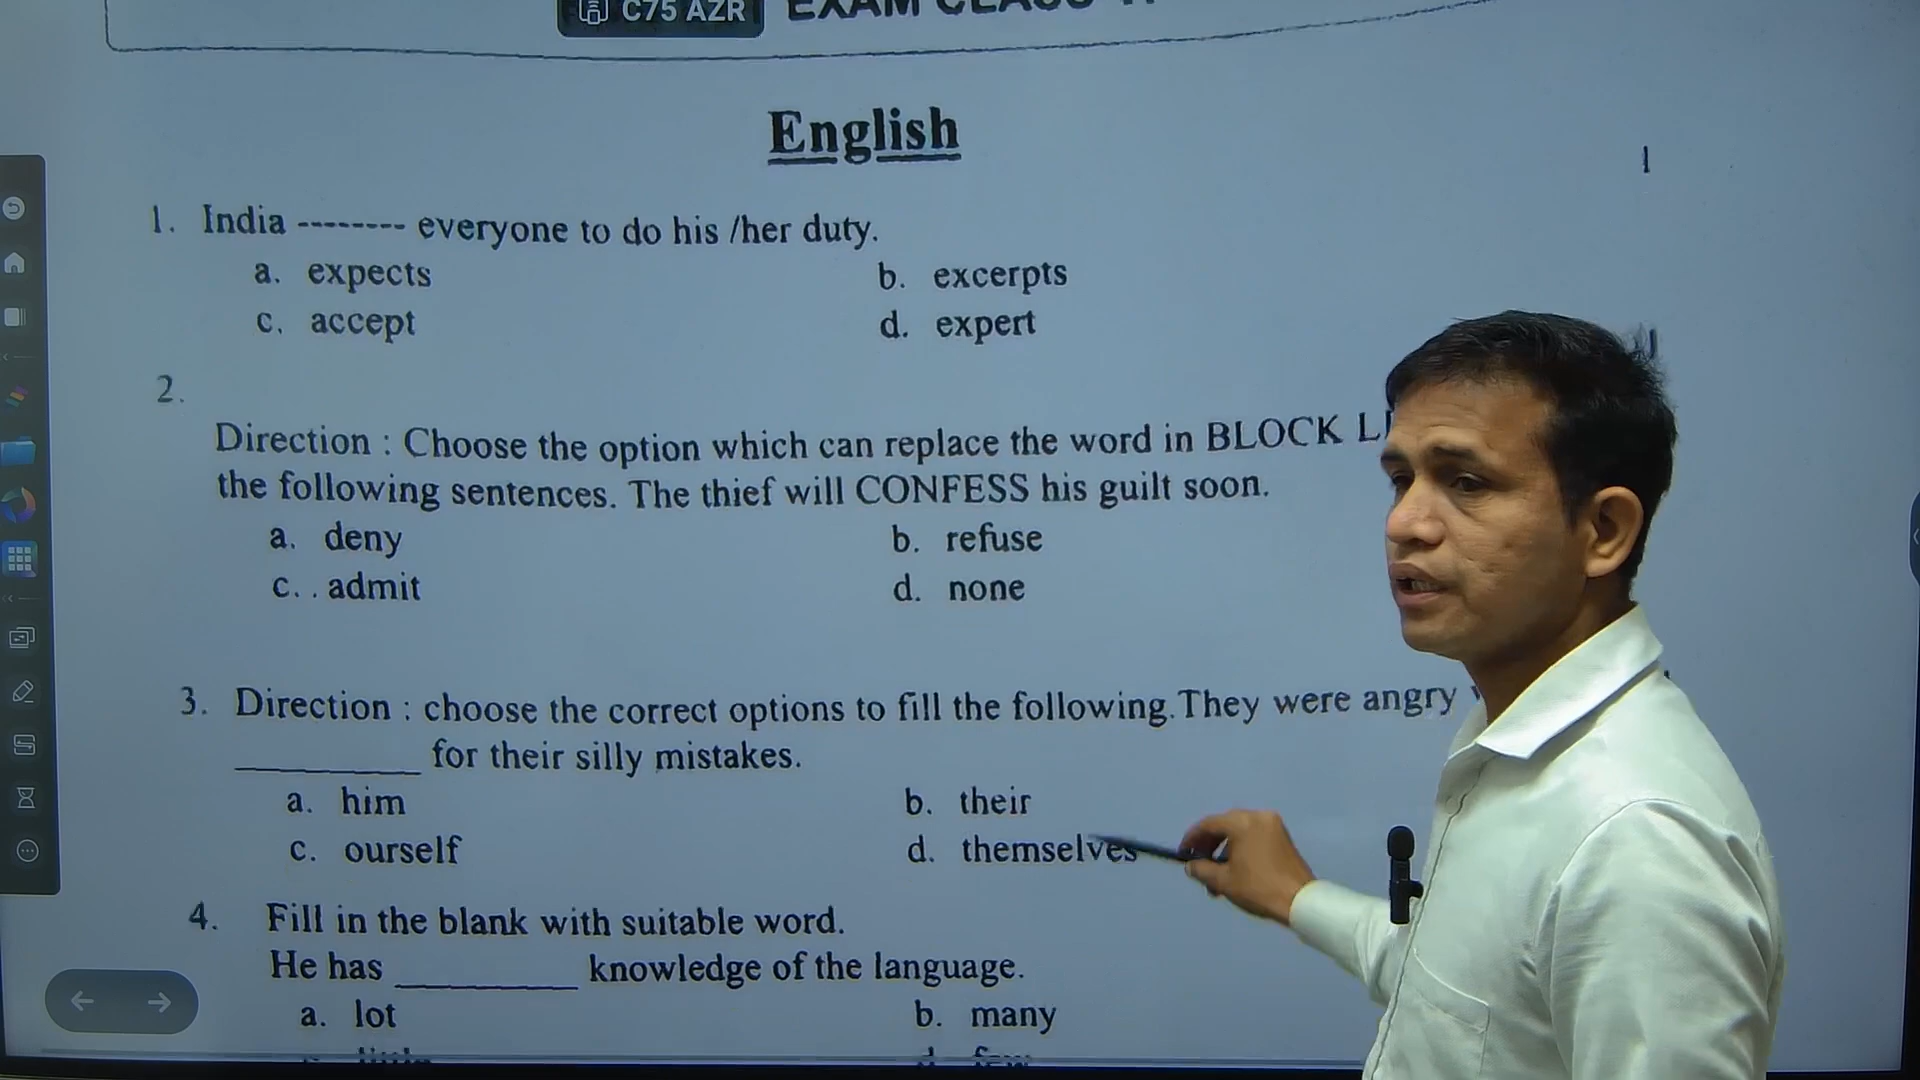 C75 AZR
English
1
1. India -------- everyone to do his /her duty.
a. expects b. excerpts
c. accept d. expert
2.
Direction : Choose the option which can replace the word in BLOCK
the following sentences. The thief will CONFESS his guilt soon.
a. deny b. refuse
c. . admit d. none
3. Direction : choose the correct options to fill the following. They were angry
__________ for their silly mistakes.
a. him b. their
c. ourself d. themselves
4. Fill in the blank with suitable word.
He has __________ knowledge of the language.
a. lot b. many